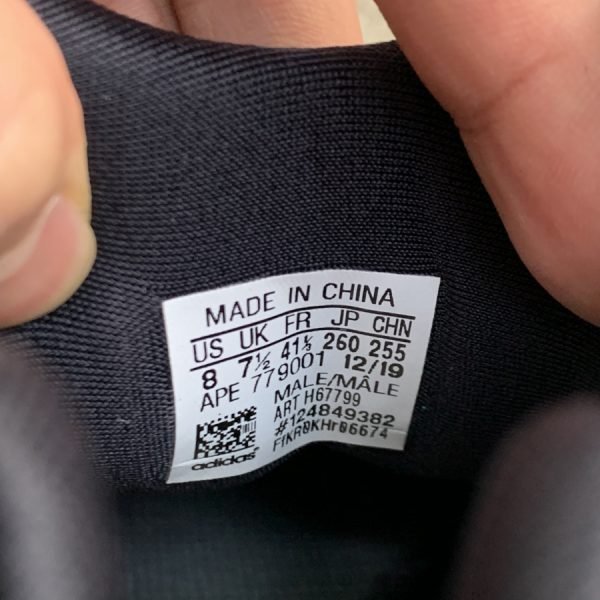 MADE IN CHINA
US UK FR JP CHN
8 7½ 41⅓ 260 255
APE 779001 12/19
MALE/MÂLE
ART H67799
#124849382
F1KR0KHr06674
adidas